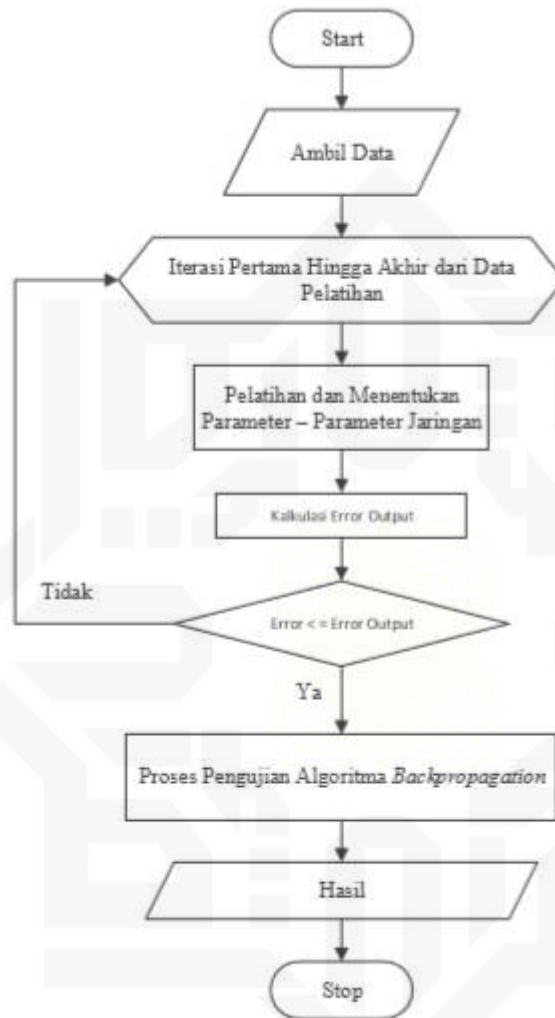 Start
Ambil Data
Iterasi Pertama Hingga Akhir dari Data
Pelatihan
Pelatihan dan Menentukan
Parameter – Parameter Jaringan
Kalkulasi Error Output
Tidak
Error < = Error Output
Ya
Proses Pengujian Algoritma Backpropagation
Hasil
Stop